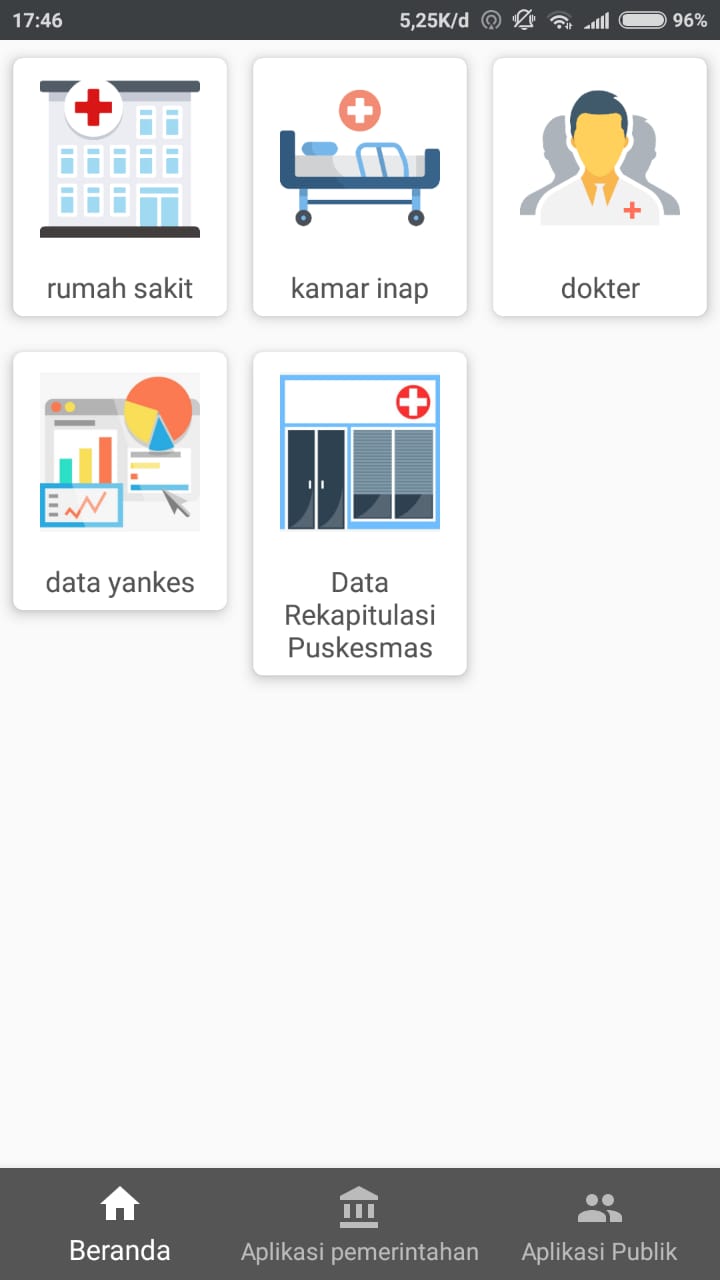 17:46
5,25K/d
96%
rumah sakit
kamar inap
dokter
data yankes
Data
Rekapitulasi
Puskesmas
Beranda
Aplikasi pemerintahan
Aplikasi Publik